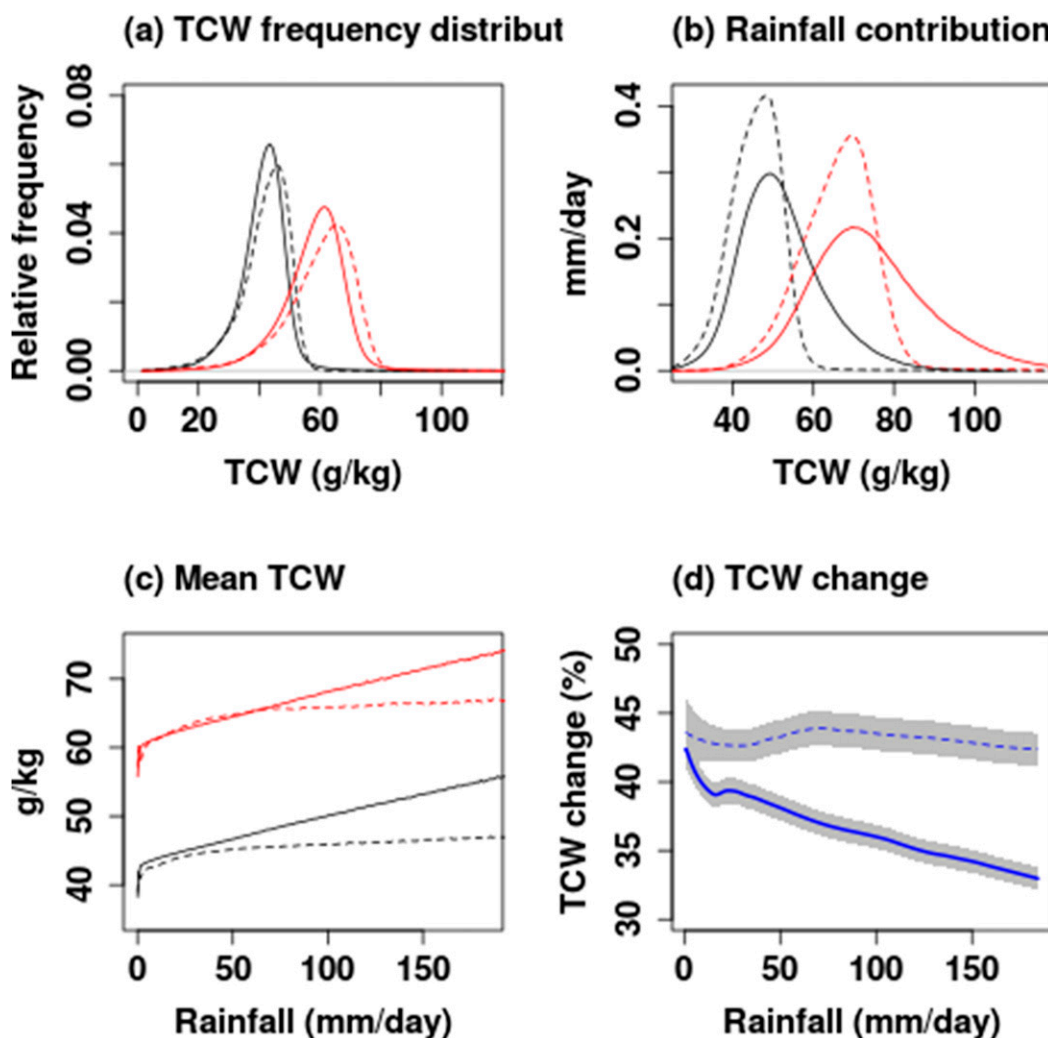 (a) TCW frequency distribut
Relative frequency
0.00 0.04 0.08
0 20 60 100
TCW (g/kg)
(b) Rainfall contribution
mm/day
0.0 0.2 0.4
40 60 80 100
TCW (g/kg)
(c) Mean TCW
g/kg
40 50 60 70
0 50 100 150
Rainfall (mm/day)
(d) TCW change
TCW change (%)
30 35 40 45 50
0 50 100 150
Rainfall (mm/day)